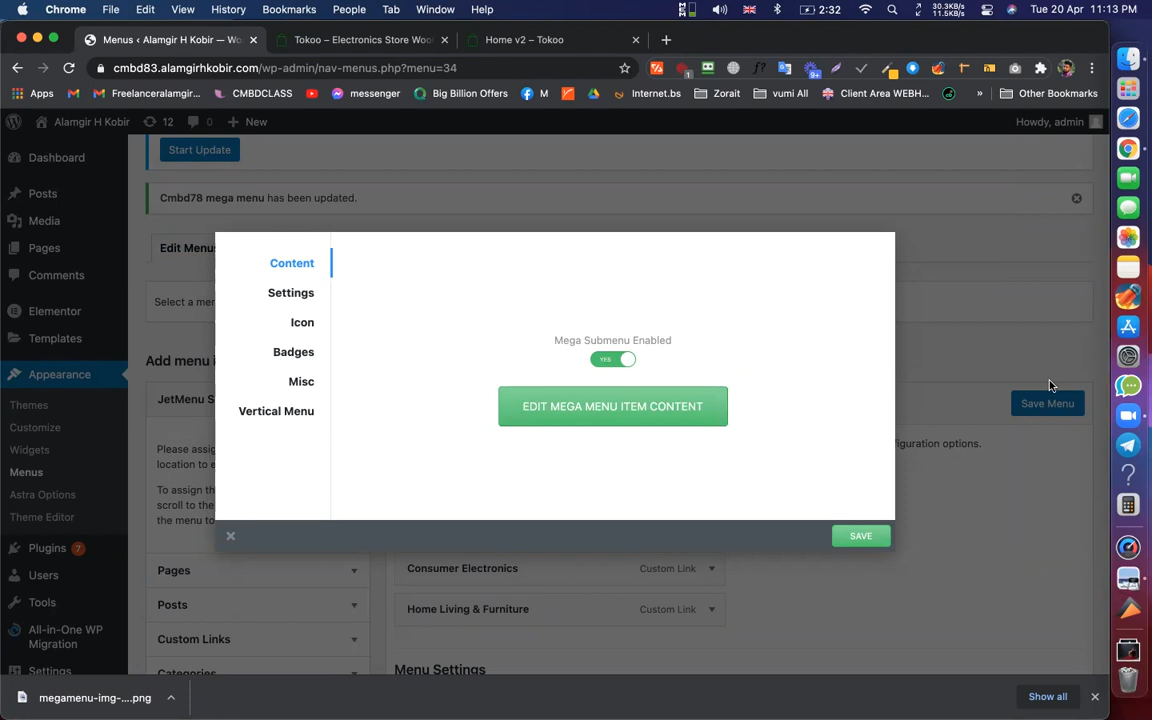 Chrome File Edit View History Bookmarks People Tab Window Help 2:32 30.3KB/s 11.5KB/s Tue 20 Apr 11:13 PM
Menus ‹ Alamgir H Kobir — Wo Tokoo – Electronics Store Woo Home v2 – Tokoo
cmbd83.alamgirhkobir.com/wp-admin/nav-menus.php?menu=34
Apps Freelanceralamgir... CMBDCLASS messenger Big Billion Offers M Internet.bs Zorait vumi All Client Area WEBH... » Other Bookmarks
Alamgir H Kobir 12 0 New Howdy, admin
Start Update
Dashboard
Cmbd78 mega menu has been updated.
Posts
Media
Pages
Comments
Elementor
Templates
Appearance
Themes
Customize
Widgets
Menus
Astra Options
Theme Editor
Plugins 7
Users
Tools
All-in-One WP
Migration
Settings
Edit Menus
Select a mer
Add menu i
JetMenu S
Please assig
location to e
To assign th
scroll to the
the menu to
Content
Settings
Icon
Badges
Misc
Vertical Menu
Mega Submenu Enabled
YES
EDIT MEGA MENU ITEM CONTENT
SAVE
Save Menu
figuration options.
Pages
Posts
Custom Links
Categories
Consumer Electronics Custom Link
Home Living & Furniture Custom Link
Menu Settings
megamenu-img-....png
Show all